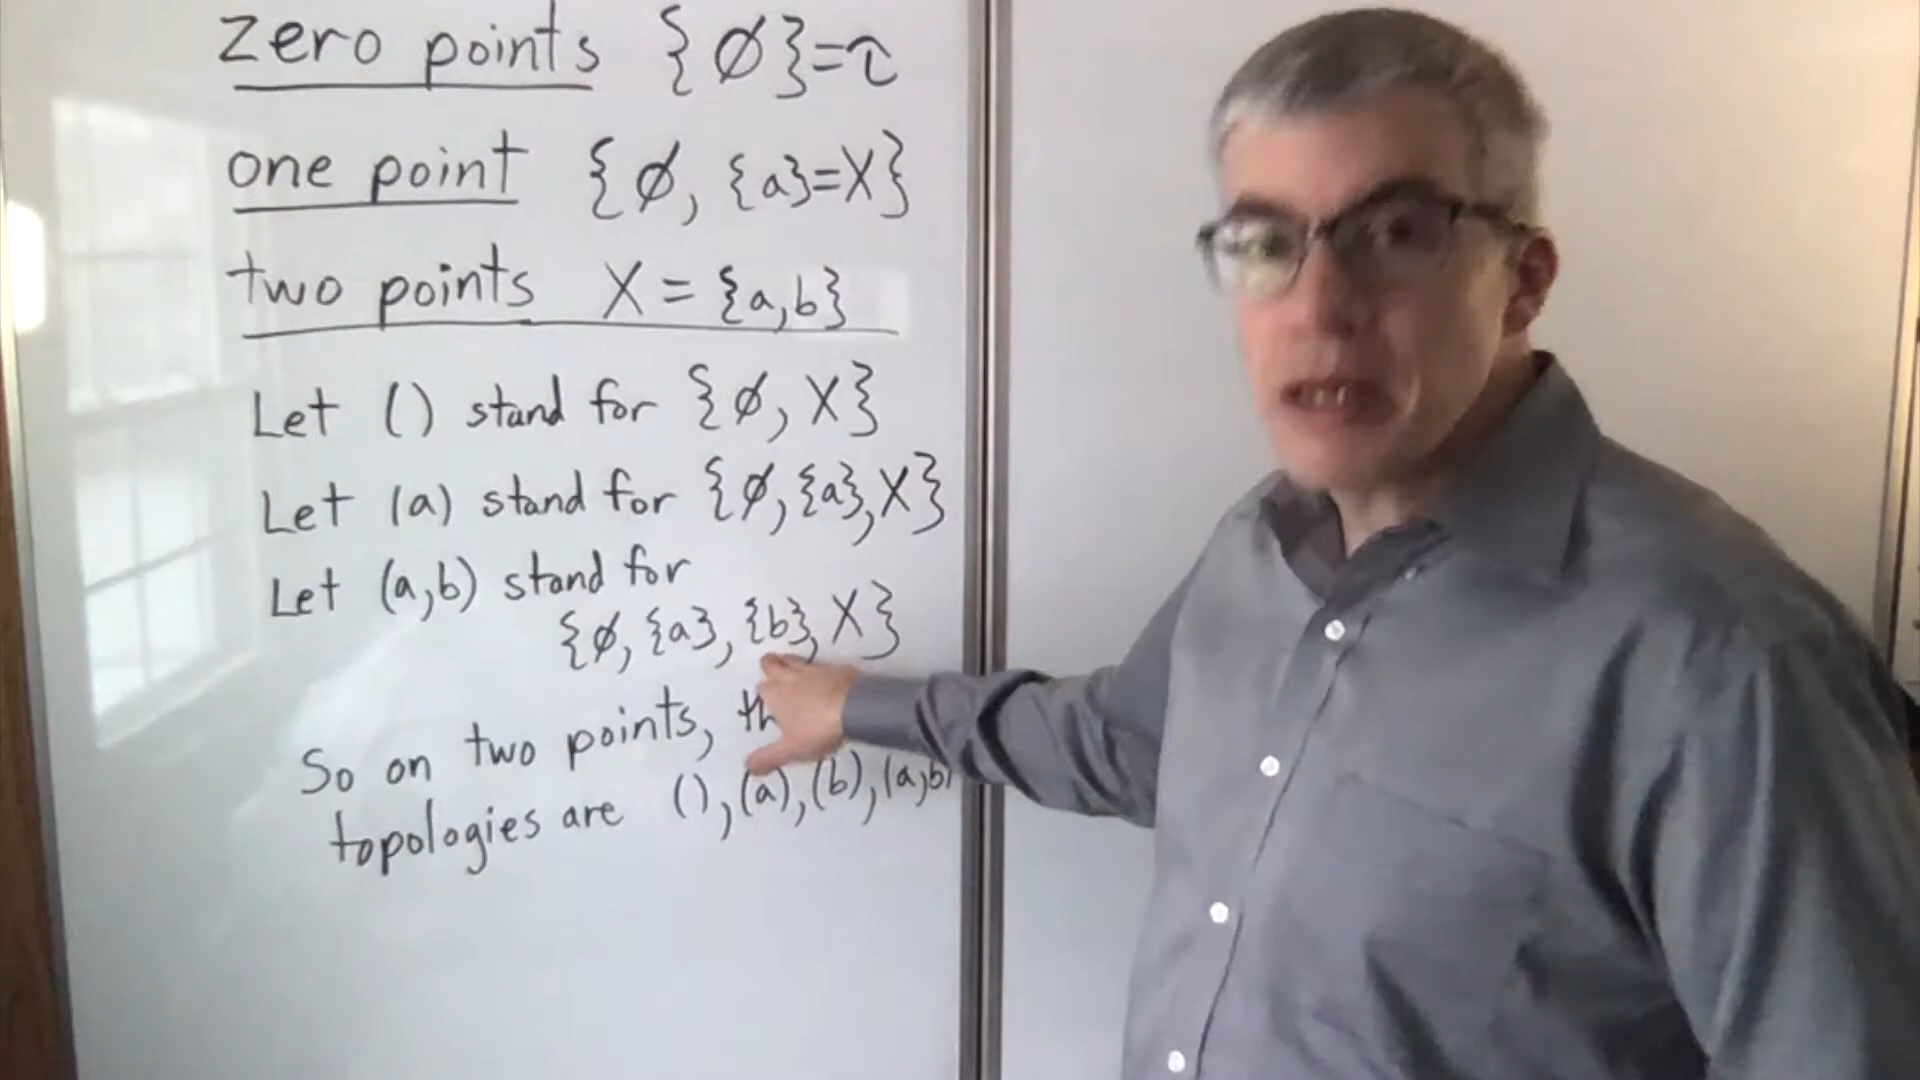 zero points {∅}=τ
one point {∅, {a}=X}
two points X = {a,b}
Let () stand for {∅, X}
Let (a) stand for {∅,{a},X}
Let (a,b) stand for
{∅,{a},{b},X}
So on two points,
topologies are (),(a),(b),(a,b)